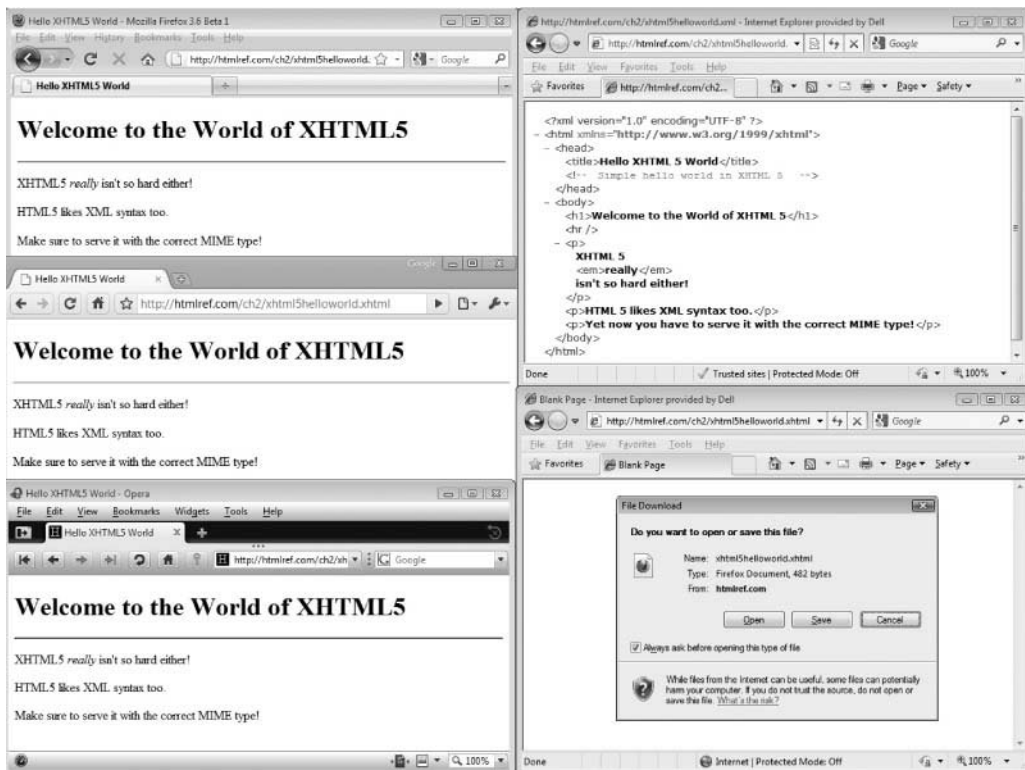 Hello XHTML5 World - Mozilla Firefox 3.6 Beta 1
File Edit View History Bookmarks Tools Help
http://htmlref.com/ch2/xhtml5helloworld. Google
Hello XHTML5 World
Welcome to the World of XHTML5
XHTML5 really isn't so hard either!
HTML5 likes XML syntax too.
Make sure to serve it with the correct MIME type!
Google
Hello XHTML5 World
http://htmlref.com/ch2/xhtml5helloworld.xhtml
Welcome to the World of XHTML5
XHTML5 really isn't so hard either!
HTML5 likes XML syntax too.
Make sure to serve it with the correct MIME type!
Hello XHTML5 World - Opera
File Edit View Bookmarks Widgets Tools Help
Hello XHTML5 World
http://htmlref.com/ch2/xh Google
Welcome to the World of XHTML5
XHTML5 really isn't so hard either!
HTML5 likes XML syntax too.
Make sure to serve it with the correct MIME type!
100%
http://htmlref.com/ch2/xhtml5helloworld.xml - Internet Explorer provided by Dell
http://htmlref.com/ch2/xhtml5helloworld. Google
File Edit View Favorites Tools Help
Favorites http://htmlref.com/ch2... Page Safety
<?xml version="1.0" encoding="UTF-8" ?>
- <html xmlns="http://www.w3.org/1999/xhtml">
- <head>
<title>Hello XHTML 5 World</title>
<!-- Simple hello world in XHTML 5 -->
</head>
- <body>
<h1>Welcome to the World of XHTML 5</h1>
<hr />
- <p>
XHTML 5
<em>really</em>
isn't so hard either!
</p>
<p>HTML 5 likes XML syntax too.</p>
<p>Yet now you have to serve it with the correct MIME type!</p>
</body>
</html>
Done Trusted sites | Protected Mode: Off 100%
Blank Page - Internet Explorer provided by Dell
http://htmlref.com/ch2/xhtml5helloworld.xhtml Google
File Edit View Favorites Tools Help
Favorites Blank Page Page Safety
File Download
Do you want to open or save this file?
Name: xhtml5helloworld.xhtml
Type: Firefox Document, 482 bytes
From: htmlref.com
Open Save Cancel
Always ask before opening this type of file
While files from the Internet can be useful, some files can potentially
harm your computer. If you do not trust the source, do not open or
save this file. What's the risk?
Done Internet | Protected Mode: Off 100%